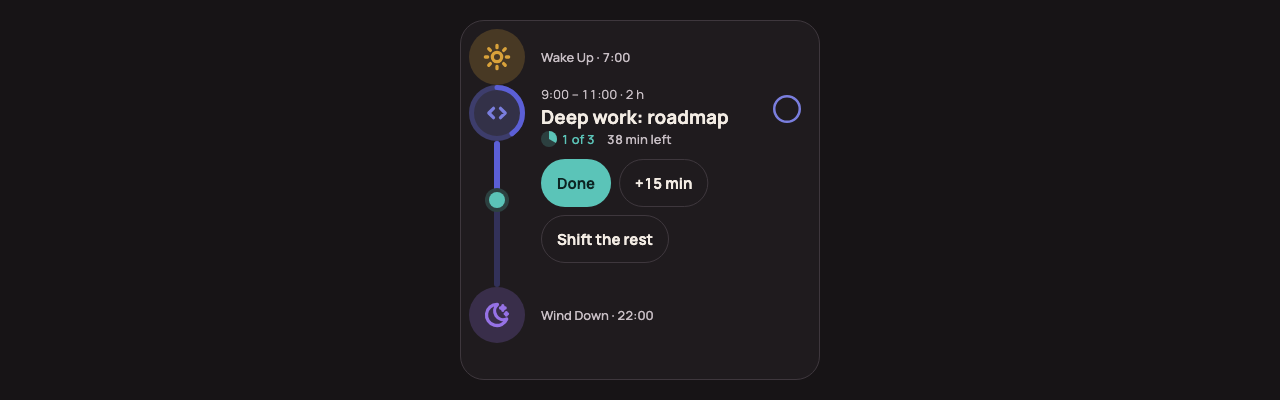 Wake Up · 7:00
9:00 – 11:00 · 2 h
Deep work: roadmap
1 of 3 38 min left
Done +15 min
Shift the rest
Wind Down · 22:00